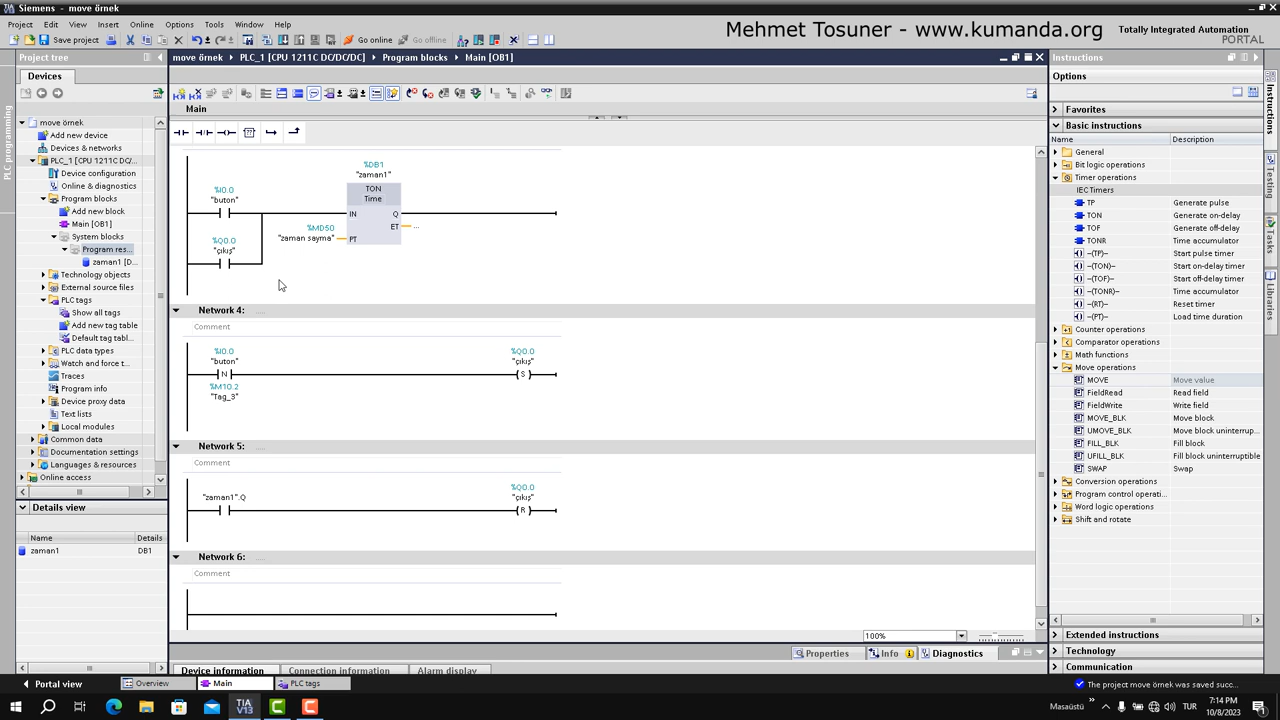 Siemens - move örnek
Project Edit View Insert Online Options Tools Window Help
Mehmet Tosuner - www.kumanda.org
Totally Integrated Automation
PORTAL
Save project
Go online
Go offline
Project tree
move örnek PLC_1 [CPU 1211C DC/DC/DC] Program blocks Main [OB1]
Instructions
Devices
Options
PLC programming
Main
Favorites
Basic instructions
Name Description
move örnek
Add new device
Devices & networks
PLC_1 [CPU 1211C DC/...
Device configuration
Online & diagnostics
Program blocks
Add new block
Main [OB1]
System blocks
Program res...
zaman1 [D...
Technology objects
External source files
PLC tags
Show all tags
Add new tag table
Default tag tabl...
PLC data types
Watch and force t...
Traces
Program info
Device proxy data
Text lists
Local modules
Common data
Documentation settings
Languages & resources
Online access
Details view
Name Details
zaman1 DB1
%DB1
"zaman1"
TON
Time
%I0.0
"buton"
IN Q
%Q0.0
"çıkış"
%MD50
"zaman sayma"
PT
ET ...
Network 4: .....
Comment
%I0.0
"buton"
N
%M10.2
"Tag_3"
%Q0.0
"çıkış"
S
Network 5: .....
Comment
"zaman1".Q
%Q0.0
"çıkış"
R
Network 6: .....
Comment
100%
General
Bit logic operations
Timer operations
IEC Timers
TP Generate pulse
TON Generate on-delay
TOF Generate off-delay
TONR Time accumulator
–(TP)– Start pulse timer
–(TON)– Start on-delay timer
–(TOF)– Start off-delay timer
–(TONR)– Time accumulator
–(RT)– Reset timer
–(PT)– Load time duration
Counter operations
Comparator operations
Math functions
Move operations
MOVE Move value
FieldRead Read field
FieldWrite Write field
MOVE_BLK Move block
UMOVE_BLK Move block uninterrup...
FILL_BLK Fill block
UFILL_BLK Fill block uninterruptible
SWAP Swap
Conversion operations
Program control operati...
Word logic operations
Shift and rotate
Extended instructions
Technology
Communication
Instructions
Testing
Tasks
Libraries
Properties Info Diagnostics
Device information Connection information Alarm display
Portal view Overview Main PLC tags
The project move örnek was saved succ...
TIA
V13
Masaüstü
TUR
7:14 PM
10/8/2023